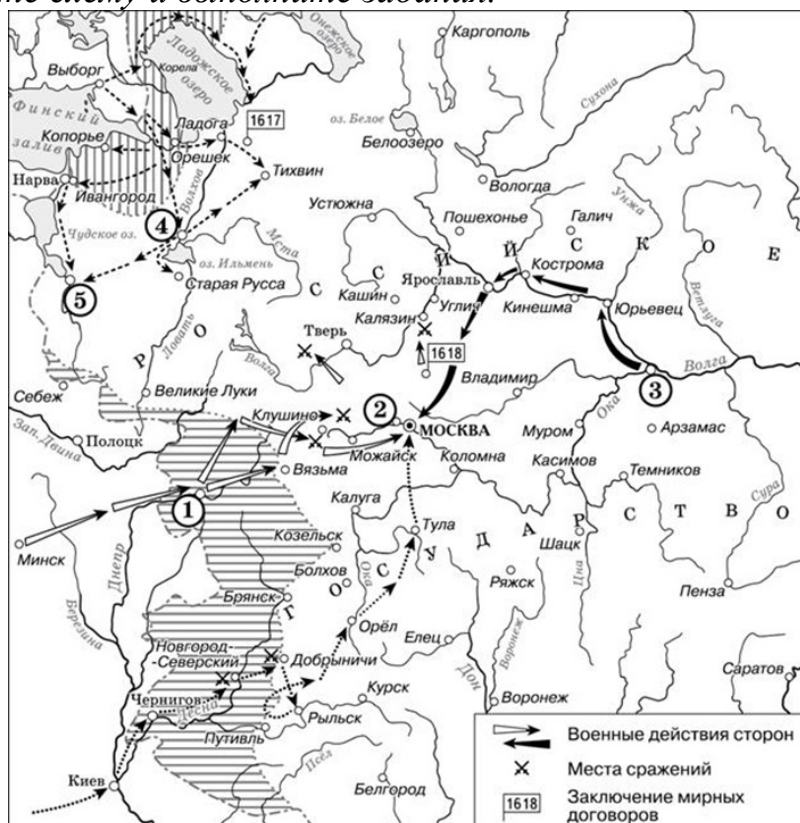 те схему и выполните задания.
Каргополь
Онежское
озеро
Ладожское
озеро
Корела
Выборг
Сухона
Финский
залив
Ладога
1617
оз. Белое
Белоозеро
Копорье
Орешек
Тихвин
Вологда
Нарва
Ивангород
Волхов
Устюжна
Пошехонье
Галич
Унжа
4
Чудское оз.
Мста
оз. Ильмень
Старая Русса
5
Р О С С И Й С К О Е
Ярославль
Кострома
Кашин
Углич
Кинешма
Юрьевец
Ветлуга
Калязин
Тверь
Ловать
Волга
1618
Волга
3
Себеж
Великие Луки
Владимир
Клушино
2
МОСКВА
Ока
Зап. Двина
Полоцк
Можайск
Муром
Арзамас
Вязьма
Коломна
Касимов
Темников
1
Калуга
Сура
Минск
Днепр
Козельск
Тула
Г О С У Д А Р С Т В О
Шацк
Болхов
Ока
Цна
Березина
Брянск
Ряжск
Пенза
Орёл
Новгород-
-Северский
Елец
Воронеж
Добрыничи
Дон
Саратов
Чернигов
Десна
Курск
Рыльск
Воронеж
Путивль
Псёл
Киев
Белгород
Военные действия сторон
Места сражений
1618
Заключение мирных
договоров